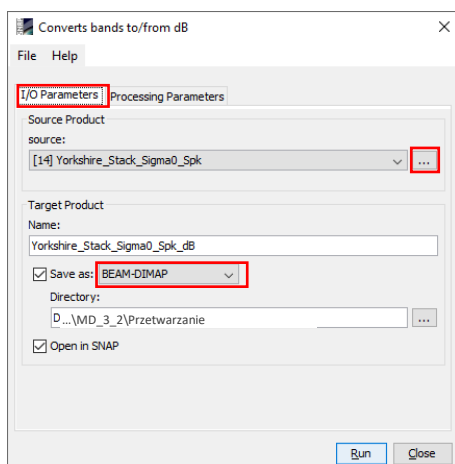 Converts bands to/from dB
File Help
I/O Parameters Processing Parameters
Source Product
source:
[14] Yorkshire_Stack_Sigma0_Spk
...
Target Product
Name:
Yorkshire_Stack_Sigma0_Spk_dB
Save as: BEAM-DIMAP
Directory:
D...\MD_3_2\Przetwarzanie
...
Open in SNAP
Run Close